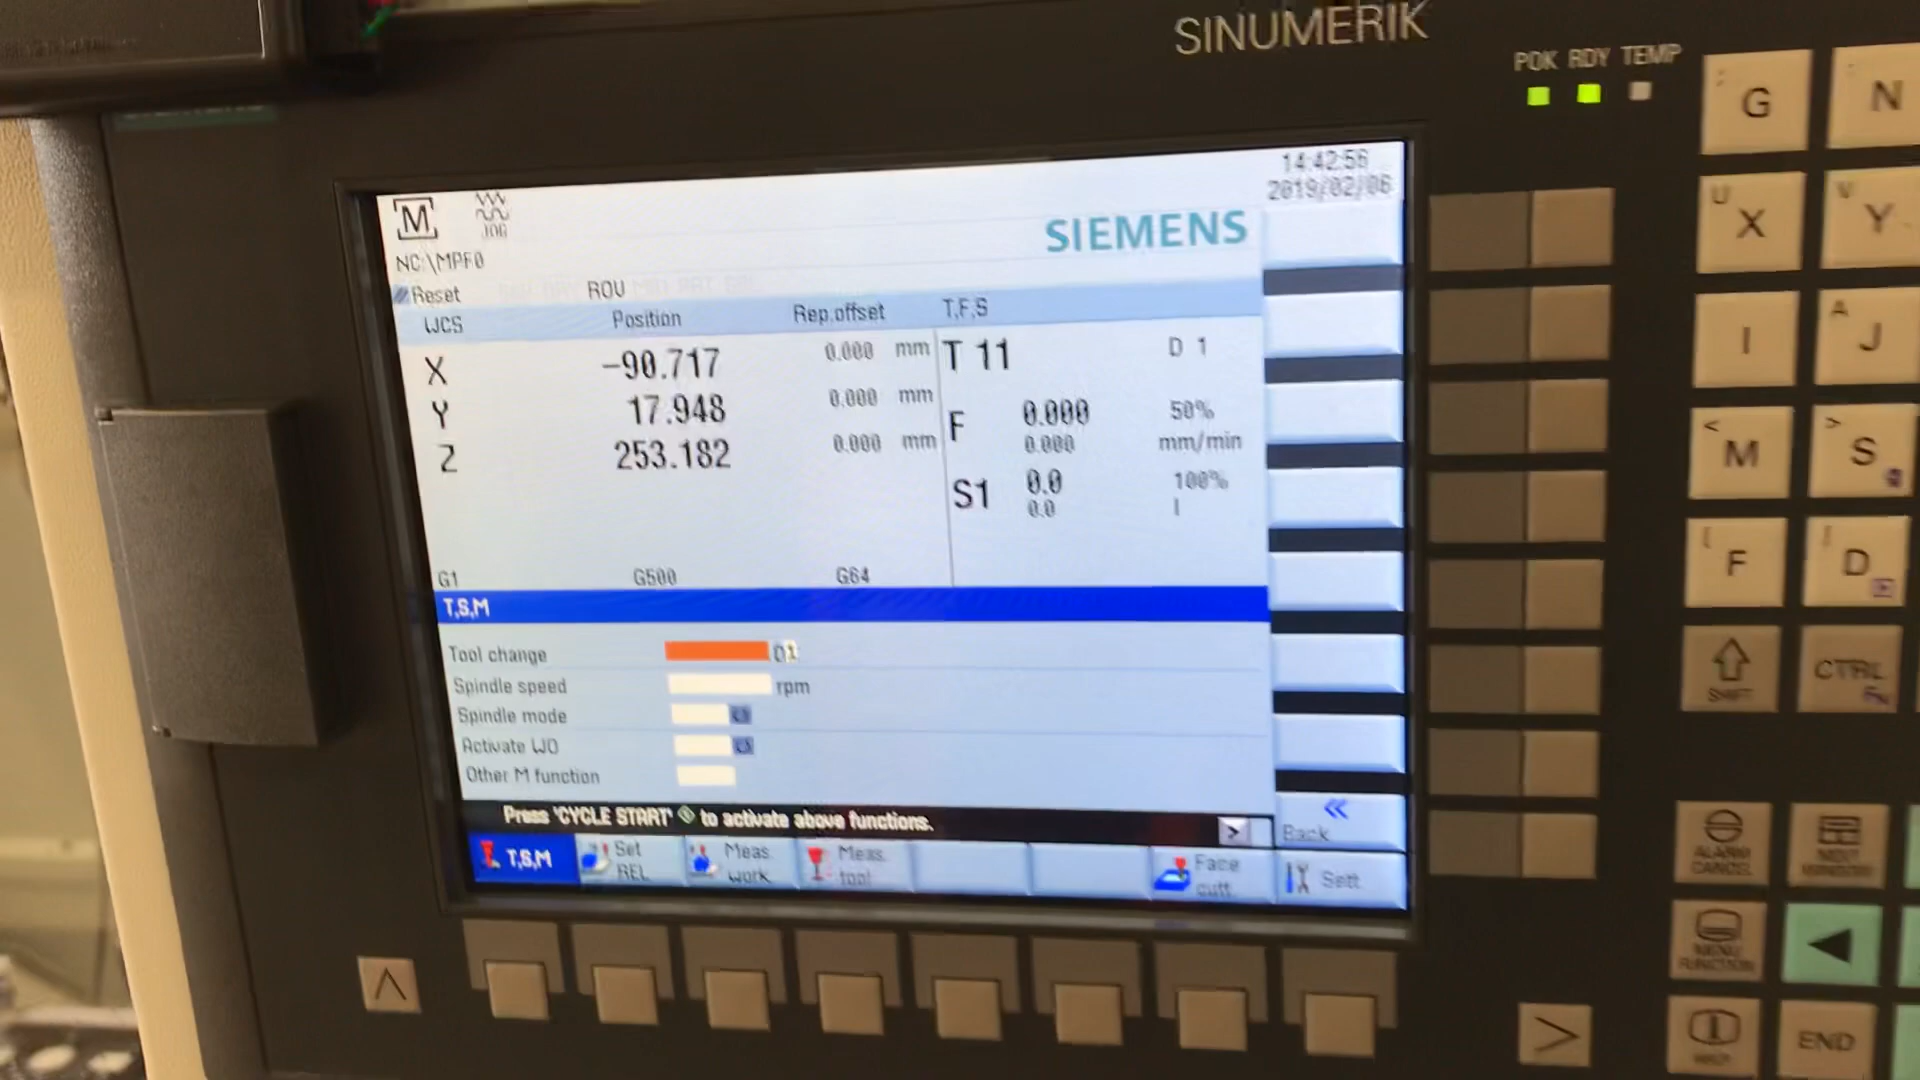 SINUMERIK
POK RDY TEMP
14:42:56
2019/02/06
M
JOG
SIEMENS
NC:\MPF0
Reset
ROV
WCS Position Rep.offset T,F,S
X -90.717 0.000 mm T 11 D 1
Y 17.948 0.000 mm F 0.000 50%
Z 253.182 0.000 mm 0.000 mm/min
S1 0.0 100%
0.0
G1 G500 G64
T,S,M
Tool change D1
Spindle speed rpm
Spindle mode
Activate WO
Other M function
Press 'CYCLE START' to activate above functions.
>
« Back
T,S,M
Set REL
Meas. work
Meas. tool
Face cutt.
Sett.
G N
U X V Y
I A J
< M > S
[ F ] D
SHIFT CTRL
ALARM CANCEL
NEXT WINDOW
MENU FUNCTION
END